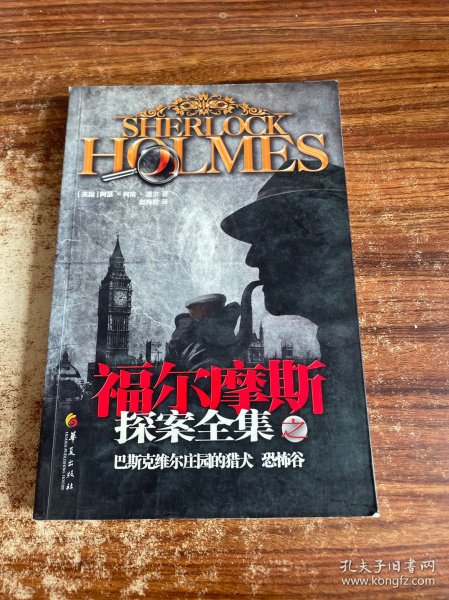 SHERLOCK
HOLMES
[英国]阿瑟·柯南·道尔 著
福尔摩斯
探案全集之
巴斯克维尔庄园的猎犬 恐怖谷
华夏出版社
孔夫子旧书网
www.kongfz.com